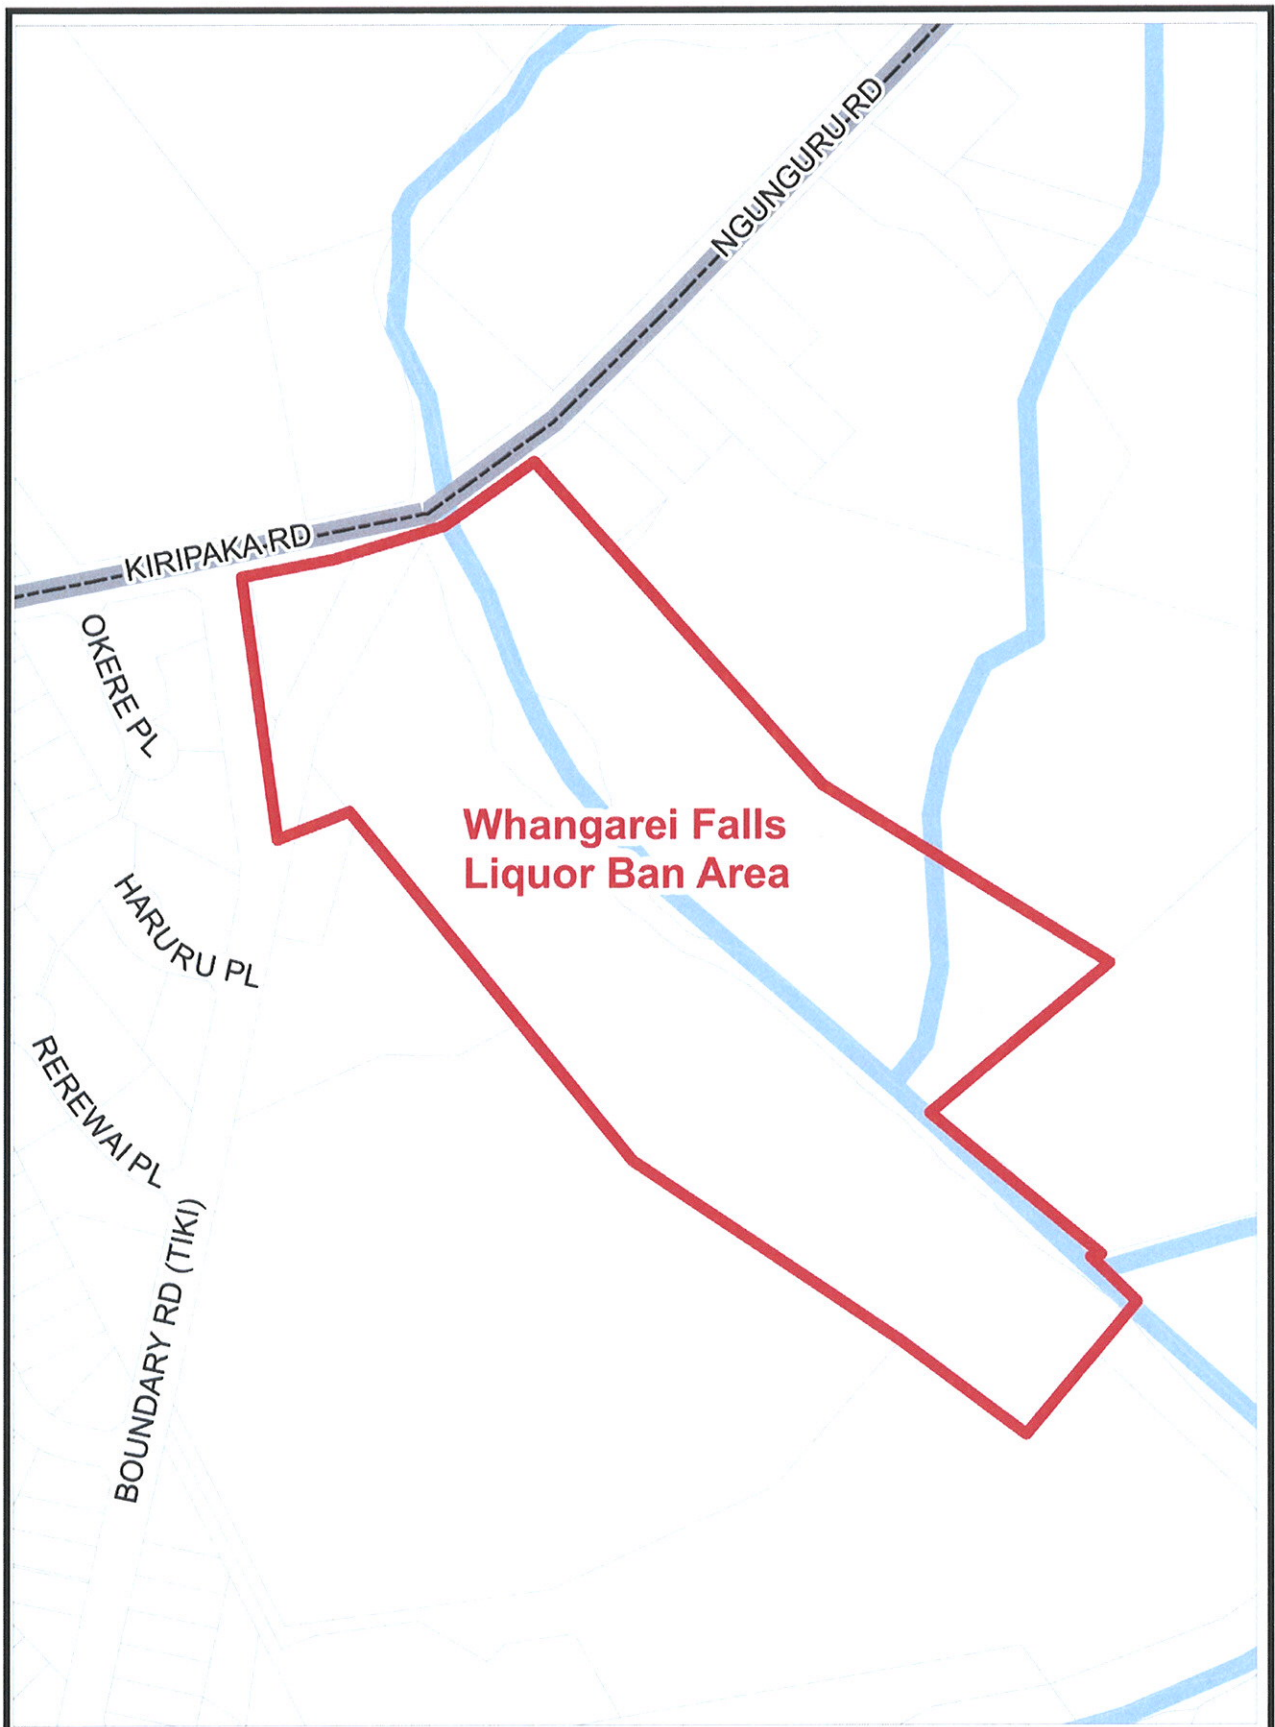 NGUNGURU RD
KIRIPAKA RD
OKERE PL
Whangarei Falls
Liquor Ban Area
HARURU PL
REREWAI PL
BOUNDARY RD (TIKI)